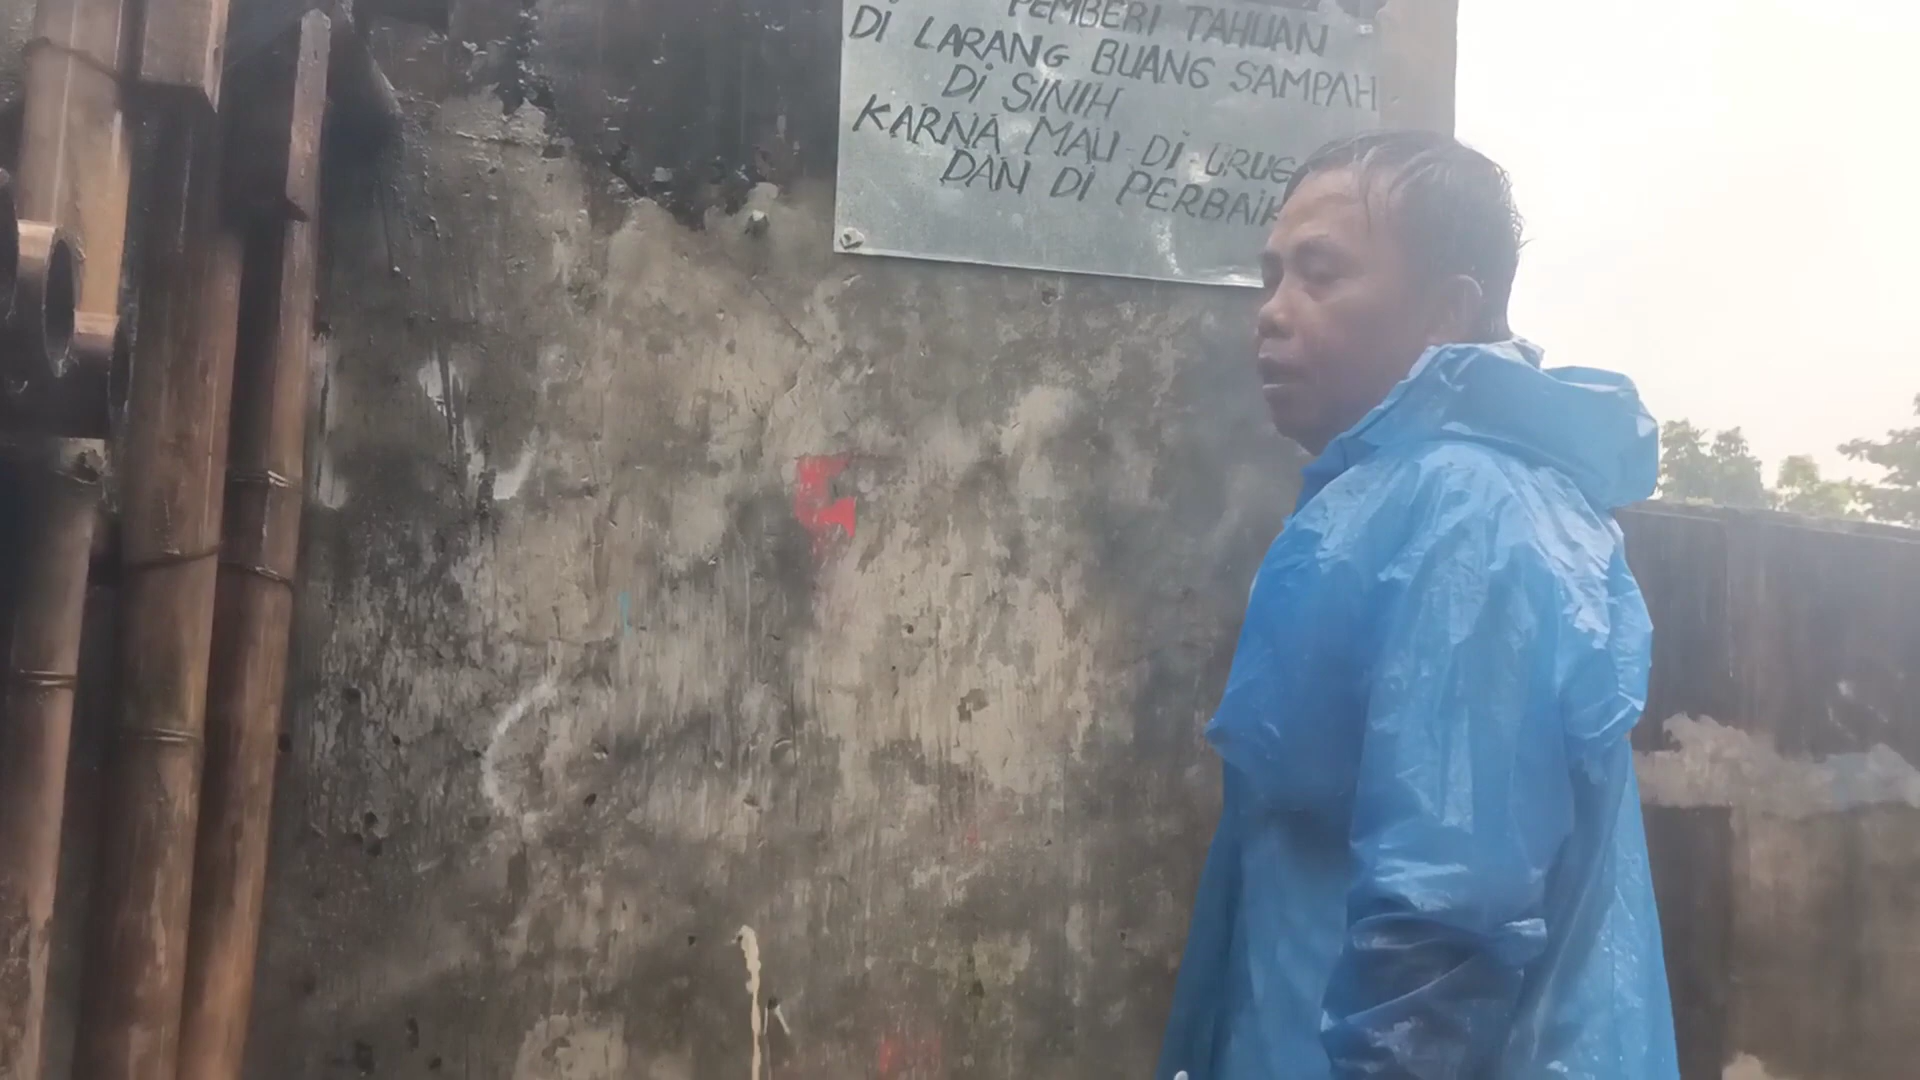 PEMBERI TAHUAN
DI LARANG BUANG SAMPAH
DI SINIH
KARNA MAU DI URUG
DAN DI PERBAIK